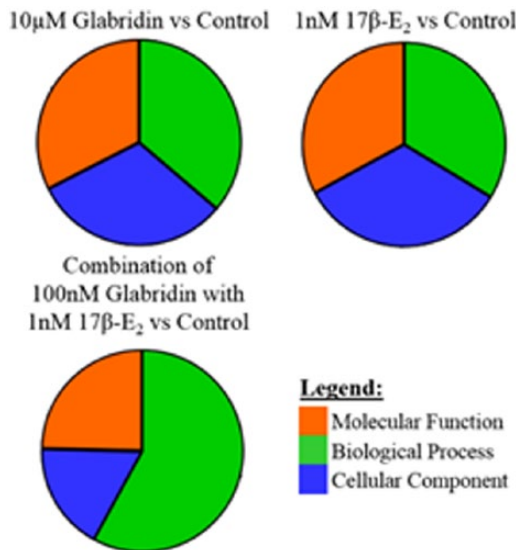 10μM Glabridin vs Control
1nM 17β-E₂ vs Control
Combination of
100nM Glabridin with
1nM 17β-E₂ vs Control
Legend:
Molecular Function
Biological Process
Cellular Component